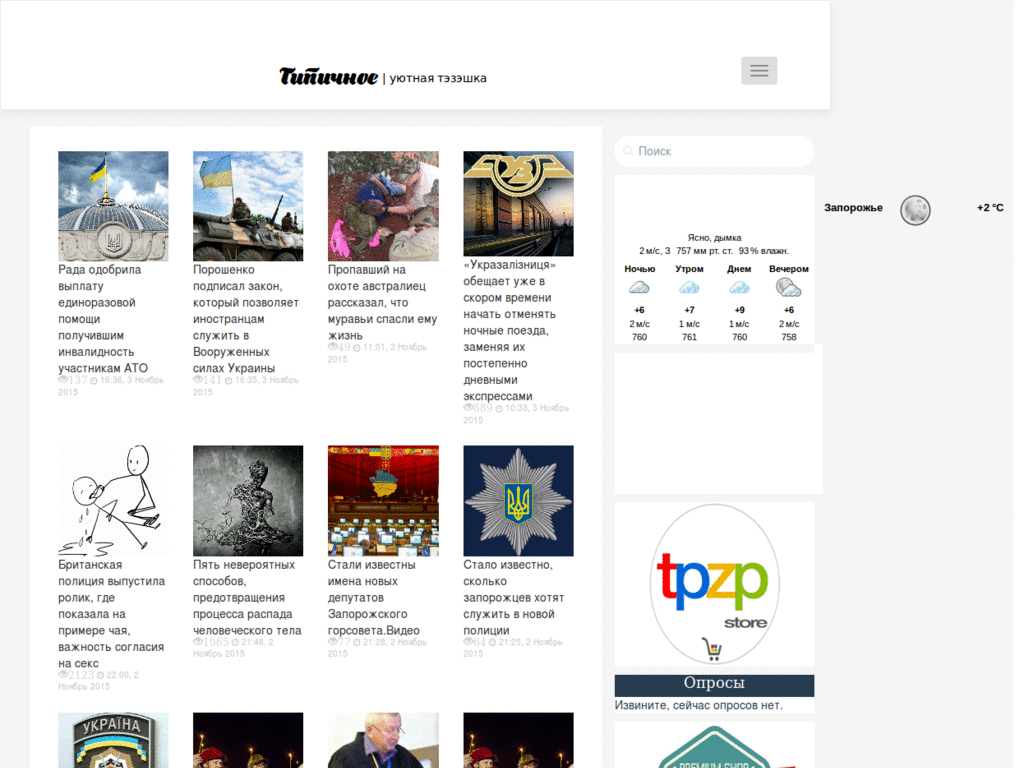 Типичное | уютная тэзэшка
Поиск
Запорожье +2 °C
Ясно, дымка
2 м/с, З 757 мм рт. ст. 93 % влажн.
Ночью Утром Днем Вечером
+6 +7 +9 +6
2 м/с 1 м/с 1 м/с 2 м/с
760 761 760 758
Рада одобрила
выплату
единоразовой
помощи
получившим
инвалидность
участникам АТО
137 16:36, 3 Ноябрь
2015
Порошенко
подписал закон,
который позволяет
иностранцам
служить в
Вооруженных
силах Украины
141 16:35, 3 Ноябрь
2015
Пропавший на
охоте австралиец
рассказал, что
муравьи спасли ему
жизнь
49 11:01, 3 Ноябрь
2015
УЗ
«Укразалізниця»
обещает уже в
скором времени
начать отменять
ночные поезда,
заменяя их
постепенно
дневными
экспрессами
889 10:33, 3 Ноябрь
2015
Британская
полиция выпустила
ролик, где
показала на
примере чая,
важность согласия
на секс
2123 22:00, 2
Ноябрь 2015
Пять невероятных
способов,
предотвращения
процесса распада
человеческого тела
1065 21:48, 2
Ноябрь 2015
Стали известны
имена новых
депутатов
Запорожского
горсовета.Видео
77 21:28, 2 Ноябрь
2015
Стало известно,
сколько
запорожцев хотят
служить в новой
полиции
64 21:25, 2 Ноябрь
2015
tpzp
store
Опросы
Извините, сейчас опросов нет.
УКРАЇНА
PREMIUM SHOP